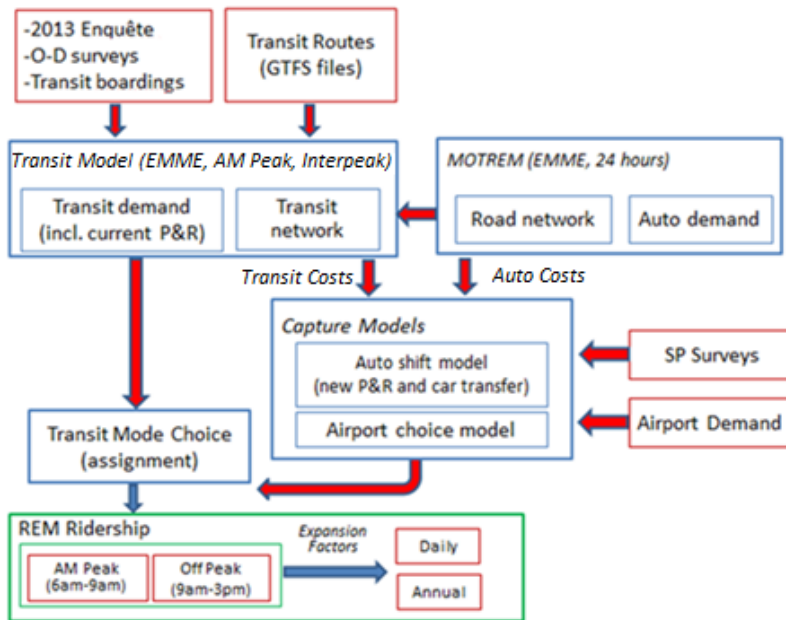 -2013 Enquête
-O-D surveys
-Transit boardings
Transit Routes
(GTFS files)
Transit Model (EMME, AM Peak, Interpeak)
Transit demand
(incl. current P&R)
Transit
network
MOTREM (EMME, 24 hours)
Road network
Auto demand
Transit Costs
Auto Costs
Capture Models
Auto shift model
(new P&R and car transfer)
Airport choice model
SP Surveys
Airport Demand
Transit Mode Choice
(assignment)
REM Ridership
AM Peak
(6am-9am)
Off Peak
(9am-3pm)
Expansion
Factors
Daily
Annual